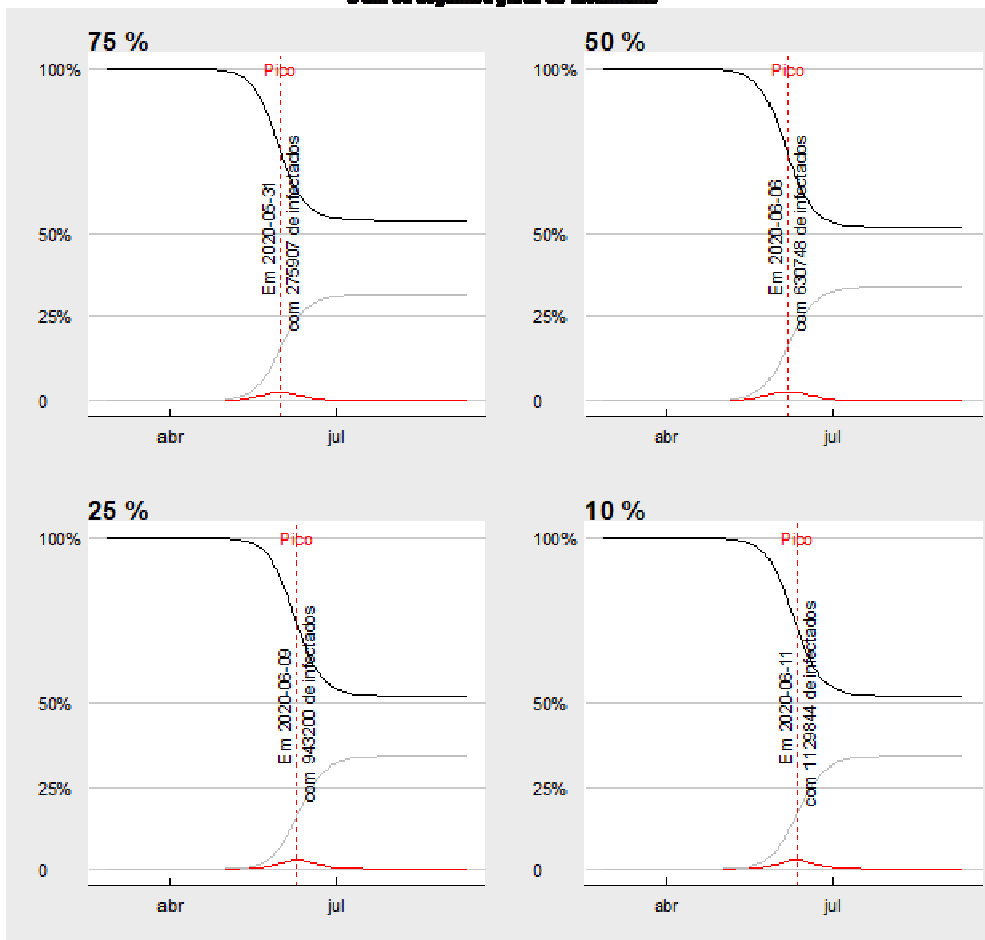 75 %
50 %
100%
Pico
50%
25%
0
Em 2020-05-31
com 275907 de infectados
abr
jul
100%
Pico
50%
25%
0
Em 2020-06-06
com 630748 de infectados
abr
jul
25 %
10 %
100%
Pico
50%
25%
0
Em 2020-06-09
com 943200 de infectados
abr
jul
100%
Pico
50%
25%
0
Em 2020-06-11
com 1129844 de infectados
abr
jul